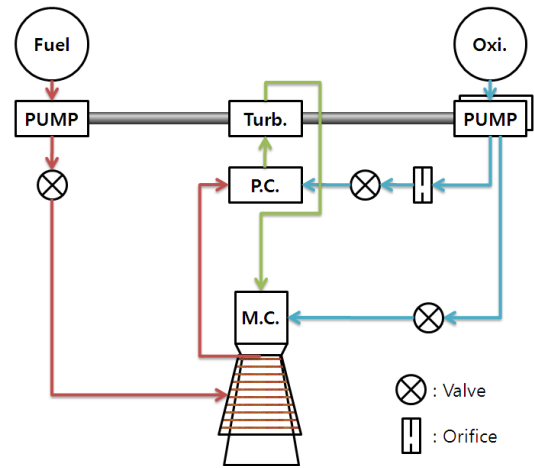 Fuel
Oxi.
PUMP
Turb.
PUMP
P.C.
M.C.
: Valve
: Orifice